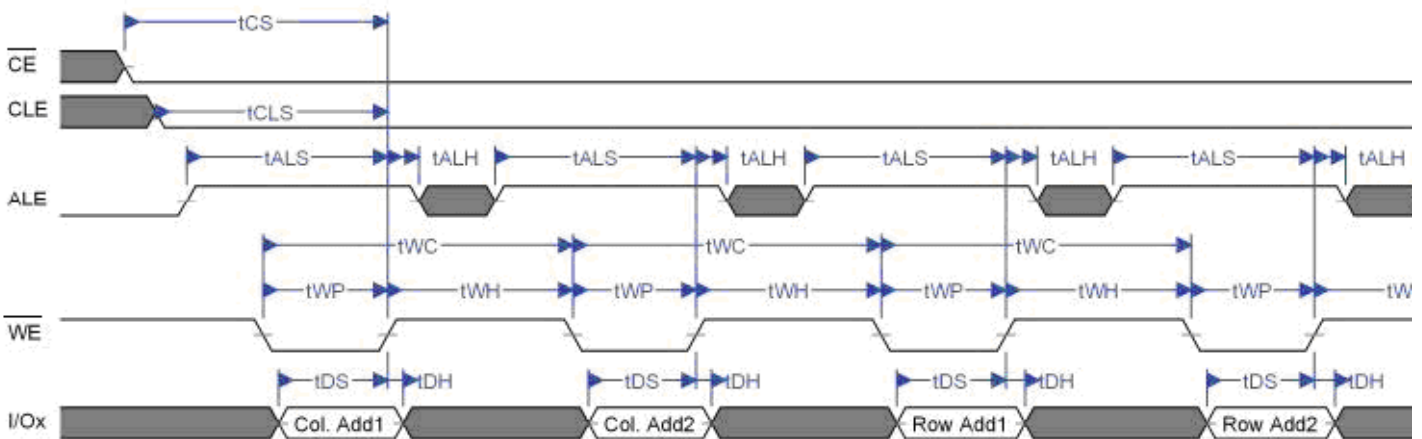 tCS
CE
CLE tCLS
tALS tALH tALS tALH tALS tALH tALS tALH
ALE
tWC tWC tWC
tWP tWH tWP tWH tWP tWH tWP tW
WE
tDS tDH tDS tDH tDS tDH tDS tDH
I/Ox Col. Add1 Col. Add2 Row Add1 Row Add2